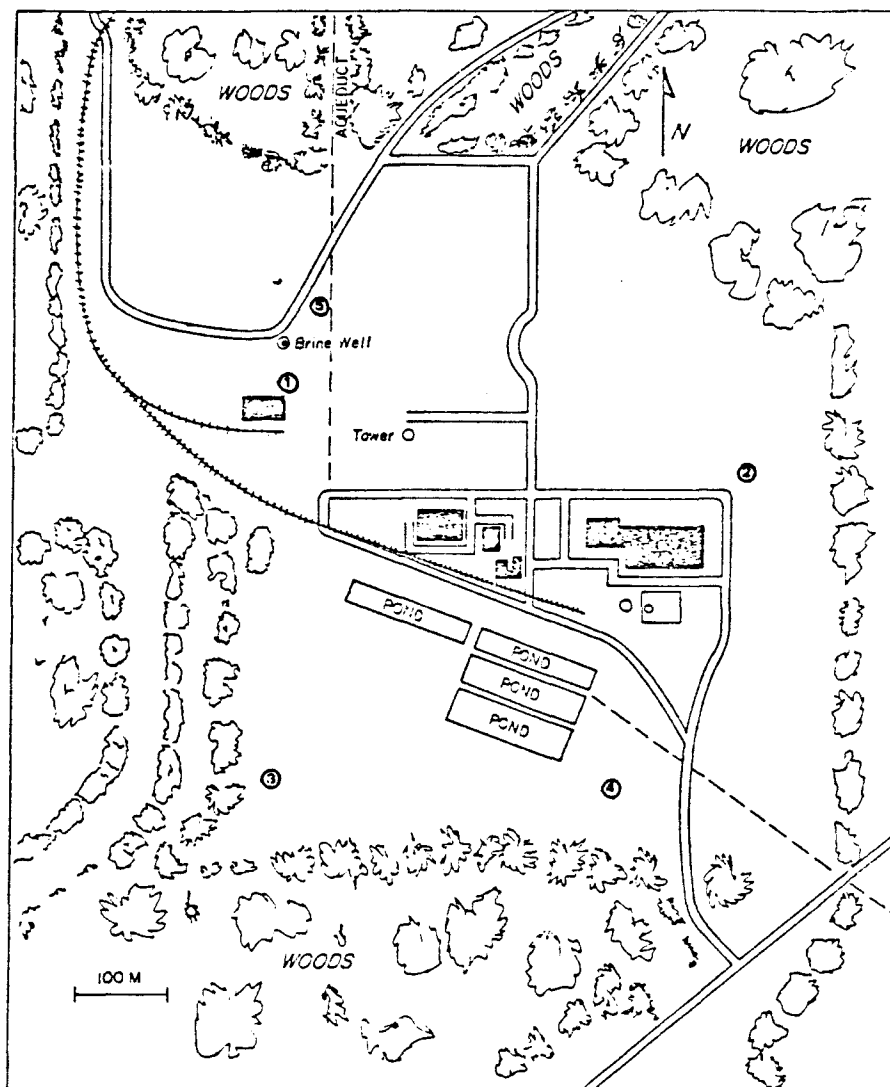 WOODS
AQUEDUCT
WOODS
N
WOODS
5
Brine Well
1
Tower
2
POND
POND
POND
POND
3
4
WOODS
100 M